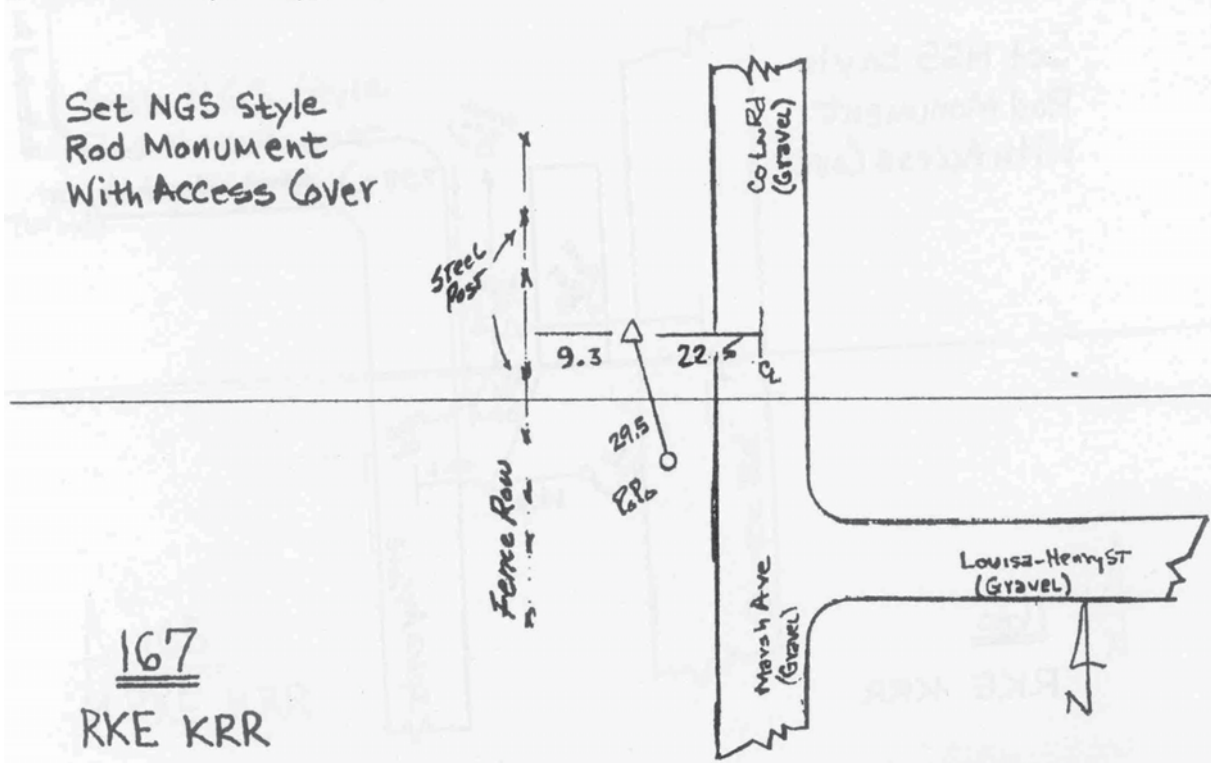 Set NGS Style
Rod Monument
With Access Cover
Co Ln Rd
(Gravel)
Steel
Post
9.3
22.5
CL
29.5
P.P.
Fence Row
Marsh Ave
(Gravel)
Louisa-Henry ST
(Gravel)
N
167
RKE KRR